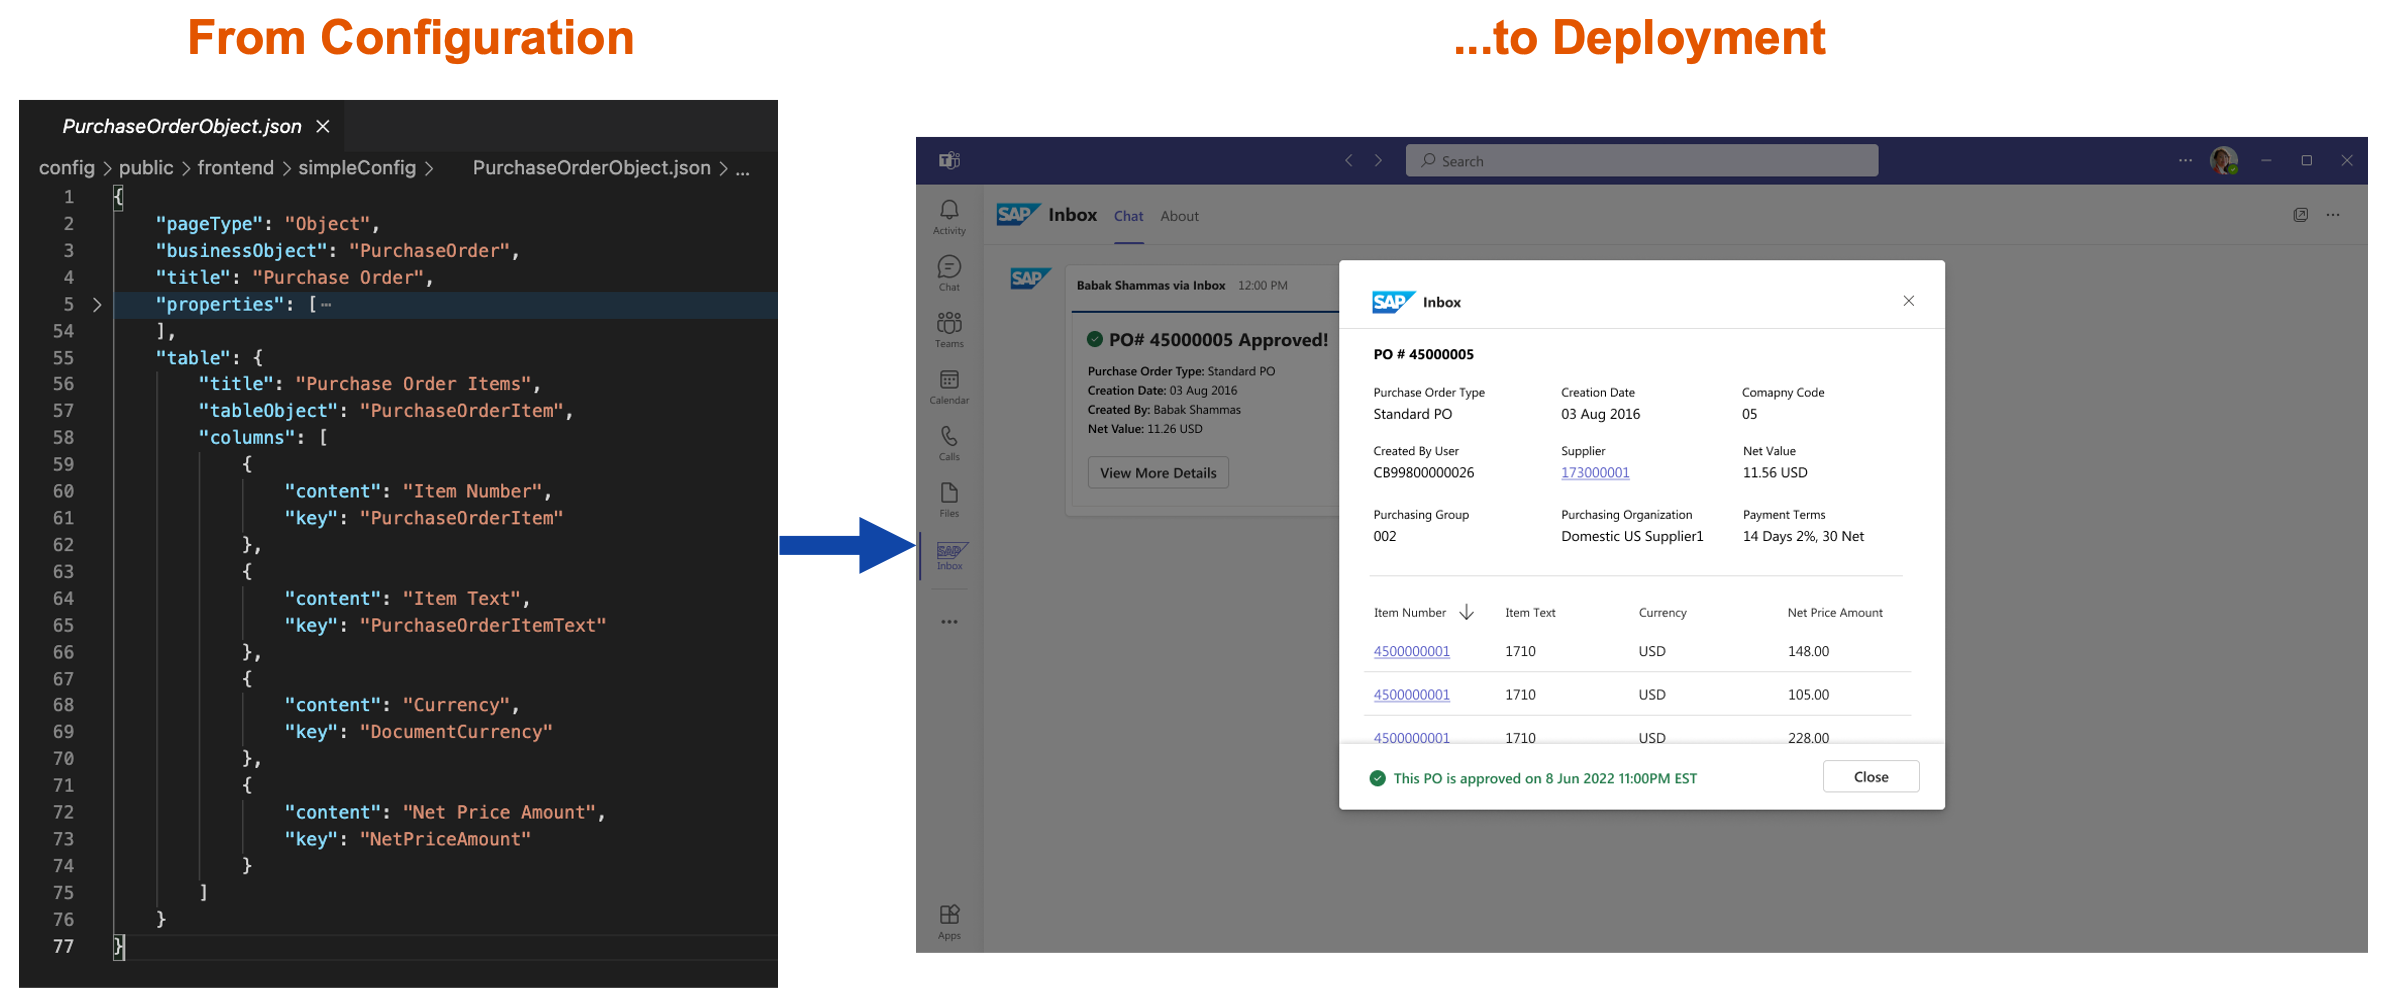 From Configuration
...to Deployment
PurchaseOrderObject.json
config > public > frontend > simpleConfig > PurchaseOrderObject.json > ...
1 {
2 "pageType": "Object",
3 "businessObject": "PurchaseOrder",
4 "title": "Purchase Order",
5 "properties": [ ...
54 ],
55 "table": {
56 "title": "Purchase Order Items",
57 "tableObject": "PurchaseOrderItem",
58 "columns": [
59 {
60 "content": "Item Number",
61 "key": "PurchaseOrderItem"
62 },
63 {
64 "content": "Item Text",
65 "key": "PurchaseOrderItemText"
66 },
67 {
68 "content": "Currency",
69 "key": "DocumentCurrency"
70 },
71 {
72 "content": "Net Price Amount",
73 "key": "NetPriceAmount"
74 }
75 ]
76 }
77 }
Search
Activity
Chat
Teams
Calendar
Calls
Files
SAP
Inbox
Apps
SAP Inbox Chat About
SAP
Babak Shammas via Inbox 12:00 PM
PO# 45000005 Approved!
Purchase Order Type: Standard PO
Creation Date: 03 Aug 2016
Created By: Babak Shammas
Net Value: 11.26 USD
View More Details
SAP Inbox
PO # 45000005
Purchase Order Type Creation Date Comapny Code
Standard PO 03 Aug 2016 05
Created By User Supplier Net Value
CB99800000026 173000001 11.56 USD
Purchasing Group Purchasing Organization Payment Terms
002 Domestic US Supplier1 14 Days 2%, 30 Net
Item Number Item Text Currency Net Price Amount
4500000001 1710 USD 148.00
4500000001 1710 USD 105.00
4500000001 1710 USD 228.00
This PO is approved on 8 Jun 2022 11:00PM EST
Close